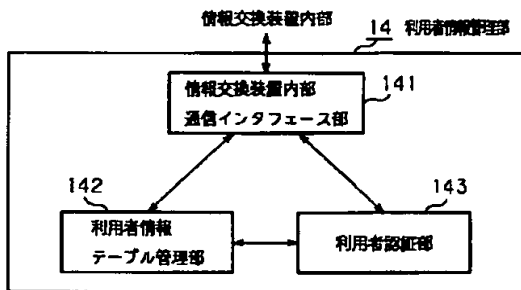 情報交換装置内部
14 利用者情報管理部
情報交換装置内部
通信インタフェース部
141
142
利用者情報
テーブル管理部
143
利用者認証部